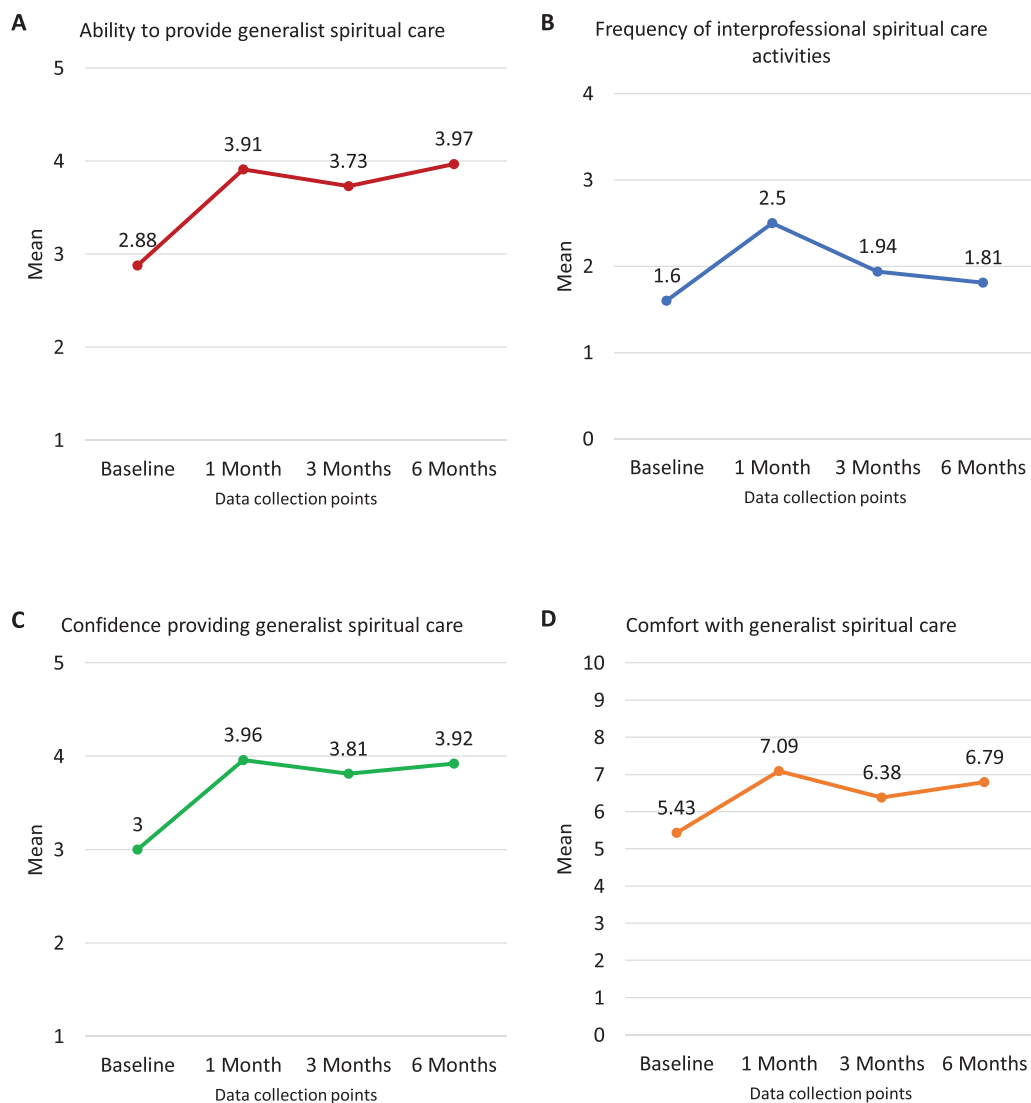 A
Ability to provide generalist spiritual care
5
4
3
2
1
Mean
2.88
3.91
3.73
3.97
Baseline
1 Month
3 Months
6 Months
Data collection points
B
Frequency of interprofessional spiritual care
activities
4
3
2
1
0
Mean
1.6
2.5
1.94
1.81
Baseline
1 Month
3 Months
6 Months
Data collection points
C
Confidence providing generalist spiritual care
5
4
3
2
1
Mean
3
3.96
3.81
3.92
Baseline
1 Month
3 Months
6 Months
Data collection points
D
Comfort with generalist spiritual care
10
9
8
7
6
5
4
3
2
1
0
Mean
5.43
7.09
6.38
6.79
Baseline
1 Month
3 Months
6 Months
Data collection points